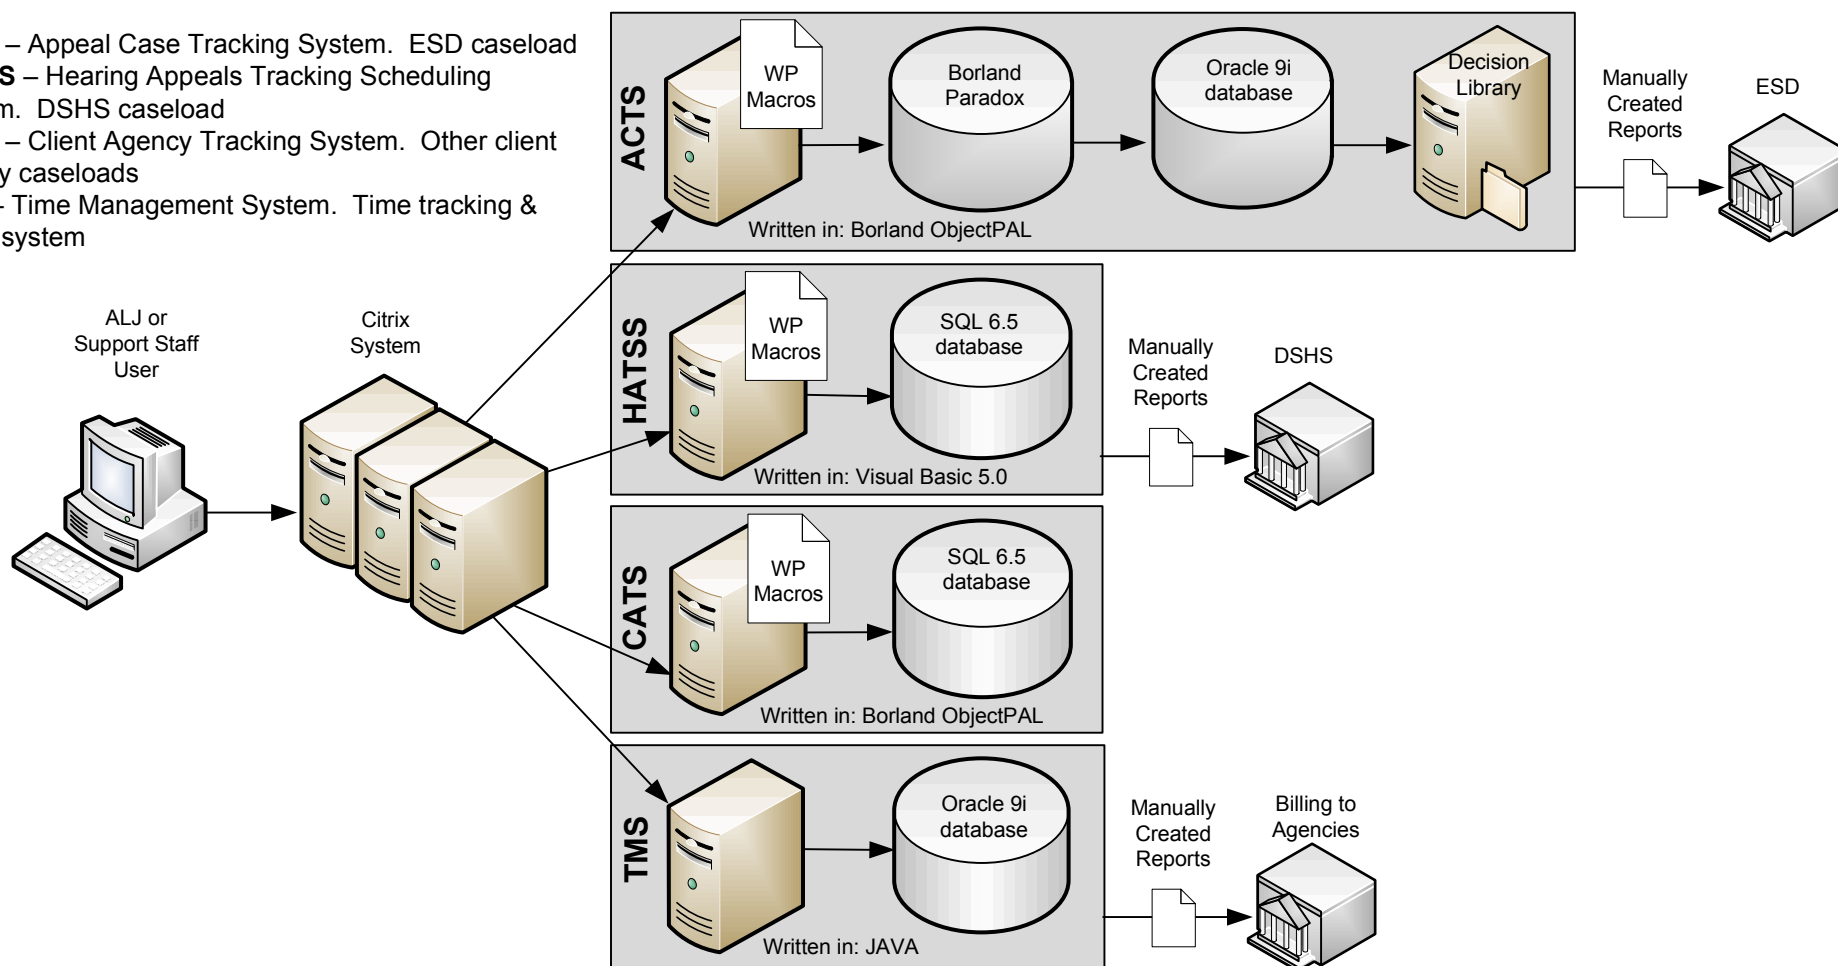 – Appeal Case Tracking System.  ESD caseload
S – Hearing Appeals Tracking Scheduling
m.  DSHS caseload
– Client Agency Tracking System.  Other client
y caseloads
- Time Management System.  Time tracking &
system
ALJ or
Support Staff
User
Citrix
System
ACTS
WP
Macros
Borland
Paradox
Oracle 9i
database
Decision
Library
Written in: Borland ObjectPAL
Manually
Created
Reports
ESD
HATSS
WP
Macros
SQL 6.5
database
Written in: Visual Basic 5.0
Manually
Created
Reports
DSHS
CATS
WP
Macros
SQL 6.5
database
Written in: Borland ObjectPAL
TMS
Oracle 9i
database
Written in: JAVA
Manually
Created
Reports
Billing to
Agencies